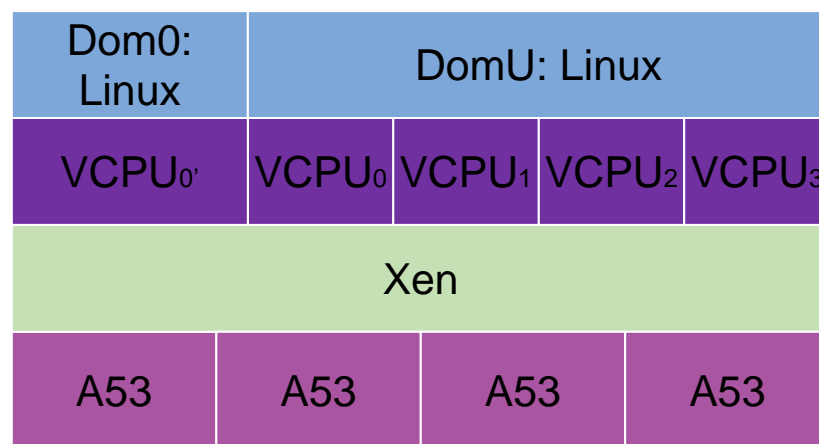 Dom0:
Linux
DomU: Linux
VCPU0' VCPU0 VCPU1 VCPU2 VCPU3
Xen
A53 A53 A53 A53